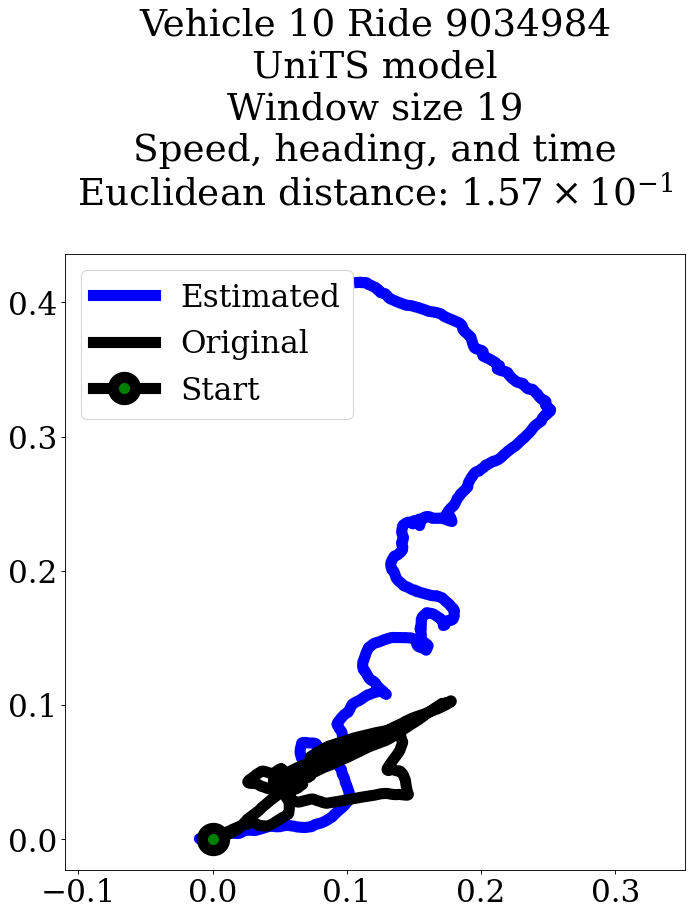 Vehicle 10 Ride 9034984
UniTS model
Window size 19
Speed, heading, and time
Euclidean distance: 1.57 × 10⁻¹
Estimated
Original
Start
0.4
0.3
0.2
0.1
0.0
−0.1 0.0 0.1 0.2 0.3